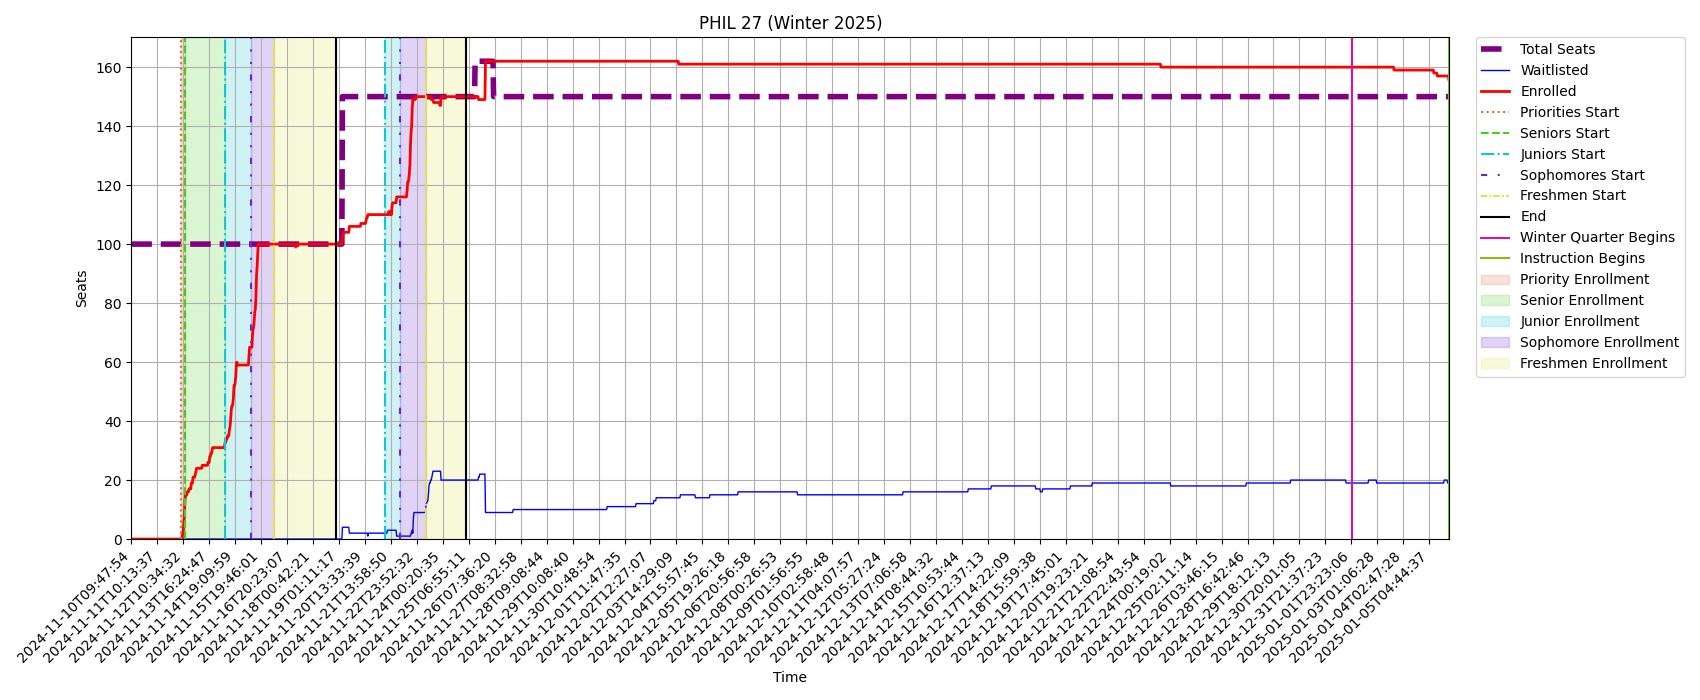 PHIL 27 (Winter 2025)
Seats
160
140
120
100
80
60
40
20
0
2024-11-10T09:47:54
2024-11-11T10:13:37
2024-11-12T10:34:32
2024-11-13T16:24:47
2024-11-14T19:09:59
2024-11-15T19:46:01
2024-11-16T20:23:07
2024-11-18T00:42:21
2024-11-19T01:11:17
2024-11-20T13:33:39
2024-11-21T23:58:50
2024-11-22T23:52:32
2024-11-24T00:20:35
2024-11-25T06:55:11
2024-11-26T07:36:20
2024-11-27T08:32:58
2024-11-28T09:08:44
2024-11-29T10:08:40
2024-11-30T10:48:54
2024-12-01T11:47:35
2024-12-02T12:27:07
2024-12-03T14:29:09
2024-12-04T15:57:45
2024-12-05T19:26:18
2024-12-06T20:56:58
2024-12-08T00:26:53
2024-12-09T01:56:55
2024-12-10T02:58:48
2024-12-11T04:07:57
2024-12-12T05:27:24
2024-12-13T07:06:58
2024-12-14T08:44:32
2024-12-15T10:53:44
2024-12-16T12:37:13
2024-12-17T14:22:09
2024-12-18T15:59:38
2024-12-19T17:45:01
2024-12-20T19:23:21
2024-12-21T21:08:54
2024-12-22T22:43:54
2024-12-24T00:19:02
2024-12-25T02:11:14
2024-12-26T03:46:15
2024-12-28T16:42:46
2024-12-29T18:12:13
2024-12-30T20:01:05
2024-12-31T21:37:23
2025-01-01T23:23:06
2025-01-03T01:06:28
2025-01-04T02:47:28
2025-01-05T04:44:37
Time
Total Seats
Waitlisted
Enrolled
Priorities Start
Seniors Start
Juniors Start
Sophomores Start
Freshmen Start
End
Winter Quarter Begins
Instruction Begins
Priority Enrollment
Senior Enrollment
Junior Enrollment
Sophomore Enrollment
Freshmen Enrollment